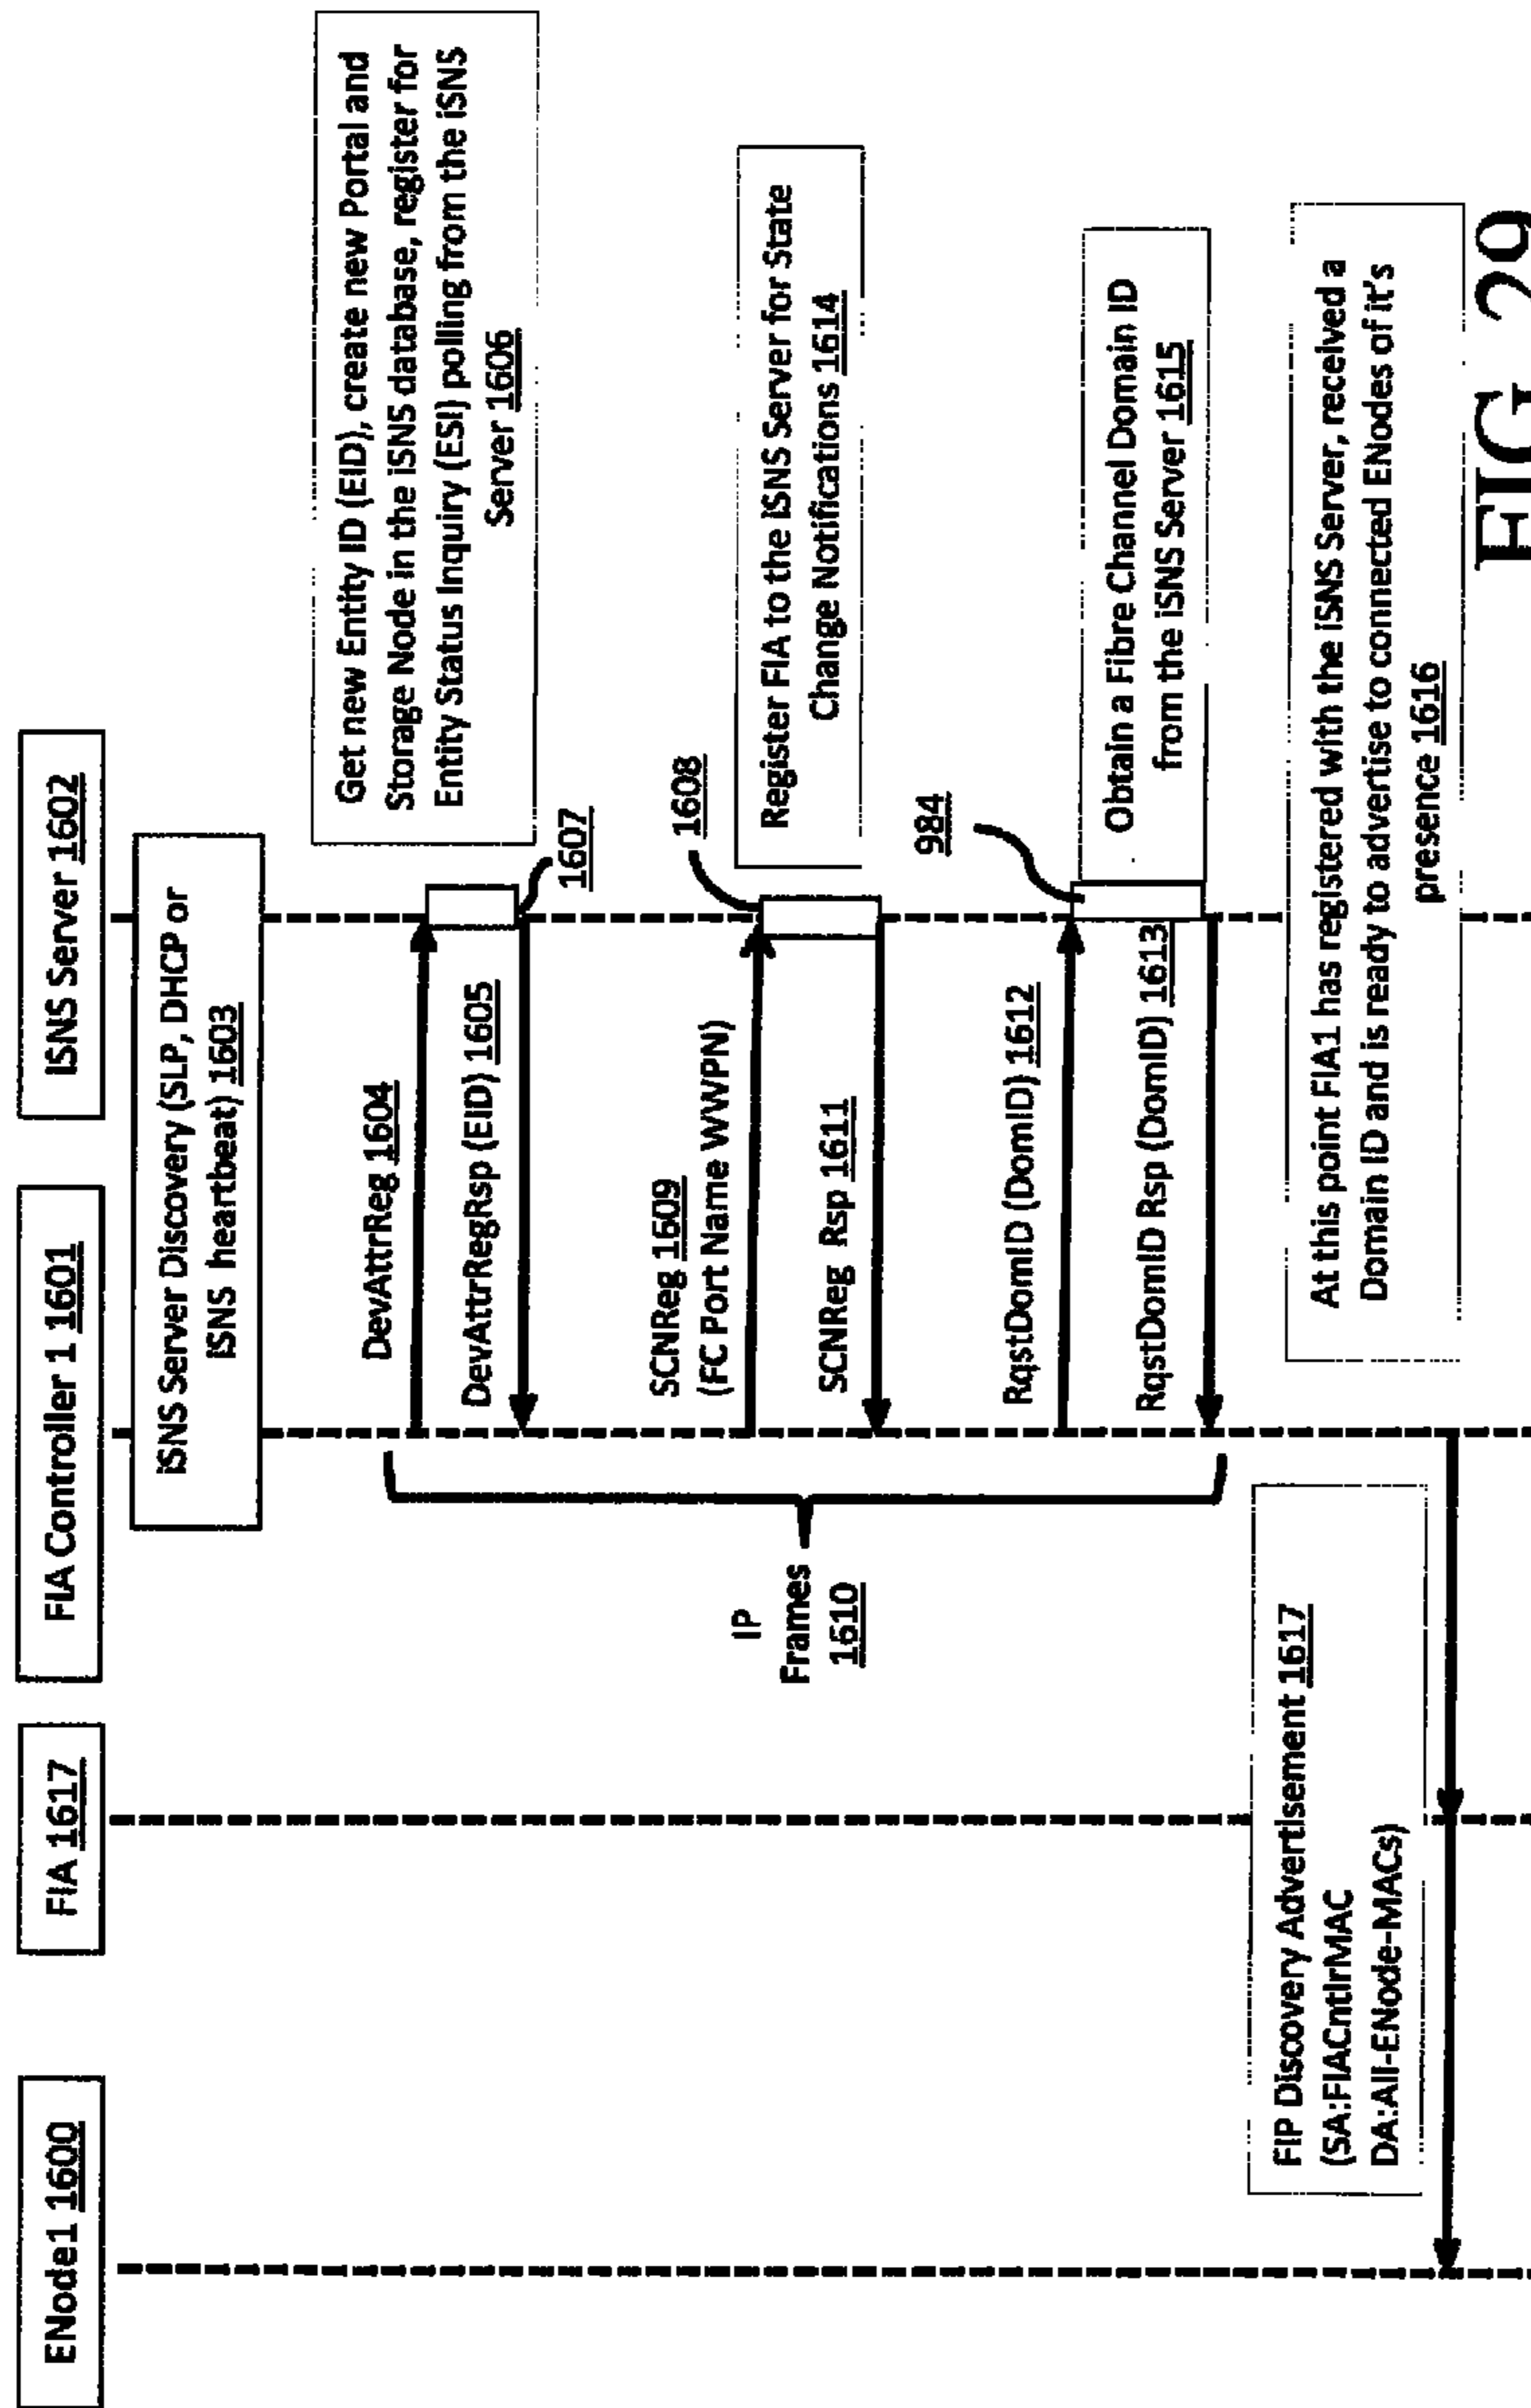 ENode1 1600
FIA 1617
FIA Controller 1 1601
iSNS Server 1602
iSNS Server Discovery (SLP, DHCP or
iSNS heartbeat) 1603
DevAttrReg 1604
DevAttrRegRsp (EID) 1605
1607
Get new Entity ID (EID), create new Portal and
Storage Node in the iSNS database, register for
Entity Status Inquiry (ESI) polling from the iSNS
Server 1606
IP
Frames
1610
SCNReg 1609
(FC Port Name WWPN)
SCNReg Rsp 1611
1608
Register FIA to the iSNS Server for State
Change Notifications 1614
RqstDomID (DomID) 1612
RqstDomID Rsp (DomID) 1613
984
Obtain a Fibre Channel Domain ID
from the iSNS Server 1615
At this point FIA1 has registered with the iSNS Server, received a
Domain ID and is ready to advertise to connected ENodes of it's
presence 1616
FIP Discovery Advertisement 1617
(SA:FIACntlrMAC
DA:All-ENode-MACs)
FIG. 29